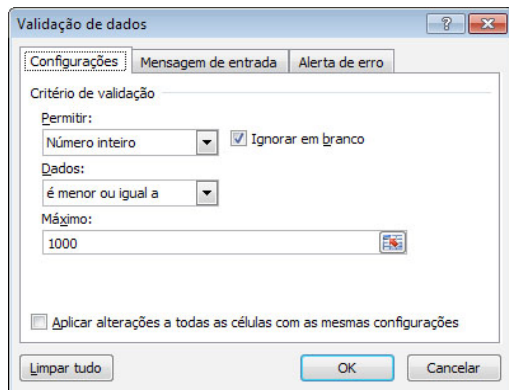 Validação de dados
Configurações Mensagem de entrada Alerta de erro
Critério de validação
Permitir:
Número inteiro Ignorar em branco
Dados:
é menor ou igual a
Máximo:
1000
Aplicar alterações a todas as células com as mesmas configurações
Limpar tudo OK Cancelar